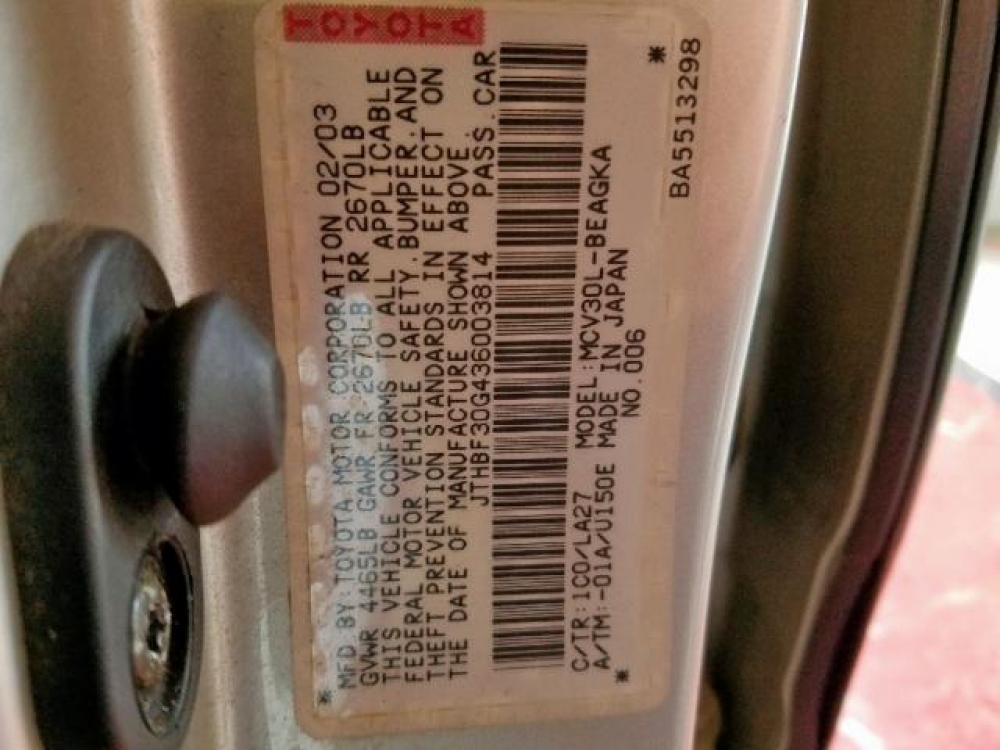 TOYOTA
MFD BY:TOYOTA MOTOR CORPORATION 02/03
GVWR 4465LB GAWR FR 2670LB RR 2670LB
THIS VEHICLE CONFORMS TO ALL APPLICABLE
FEDERAL MOTOR VEHICLE SAFETY.BUMPER.AND
THEFT PREVENTION STANDARDS IN EFFECT ON
THE DATE OF MANUFACTURE SHOWN ABOVE.
JTHBF30G436003814 PASS.CAR
C/TR:1C0/LA27 MODEL:MCV30L-BEAGKA
A/TM:-01A/U150E MADE IN JAPAN
NO.006
BA5513298